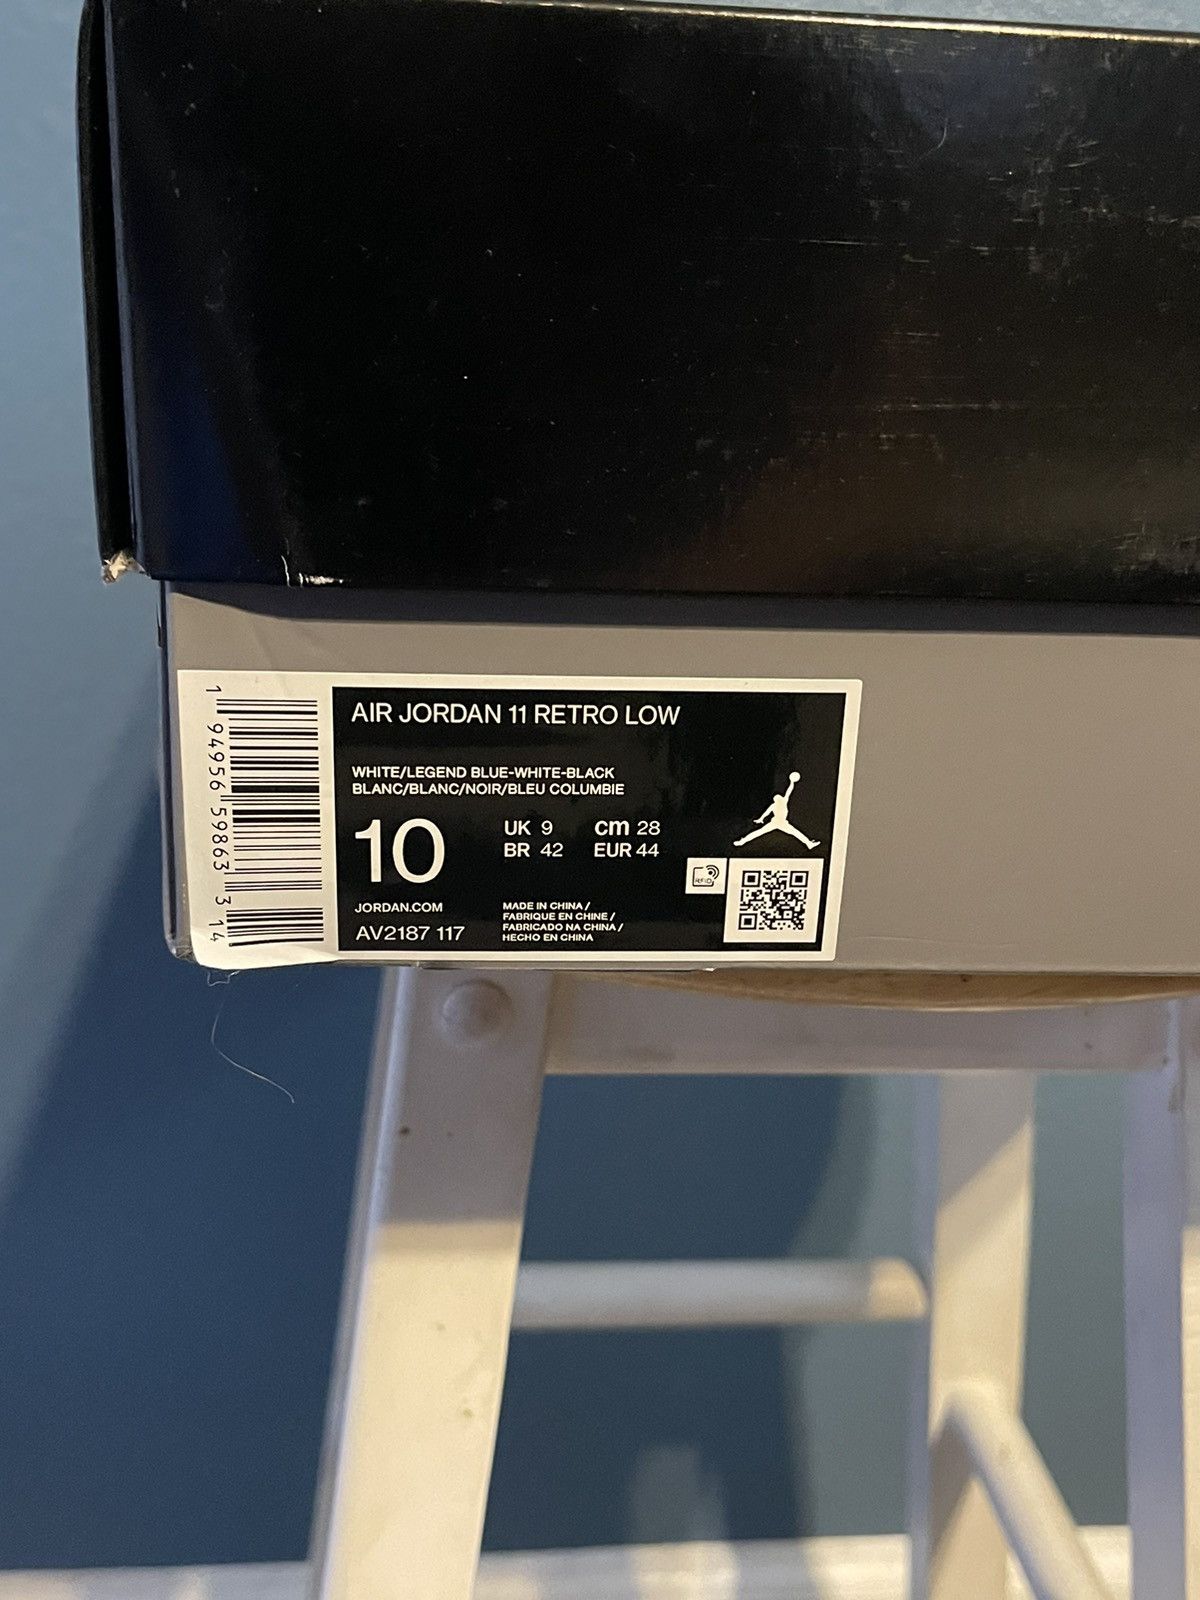 AIR JORDAN 11 RETRO LOW
WHITE/LEGEND BLUE-WHITE-BLACK
BLANC/BLANC/NOIR/BLEU COLUMBIE
10
UK 9 cm 28
BR 42 EUR 44
RFID
JORDAN.COM
AV2187 117
MADE IN CHINA /
FABRIQUE EN CHINE /
FABRICADO NA CHINA /
HECHO EN CHINA
1 94956 59863 3 14